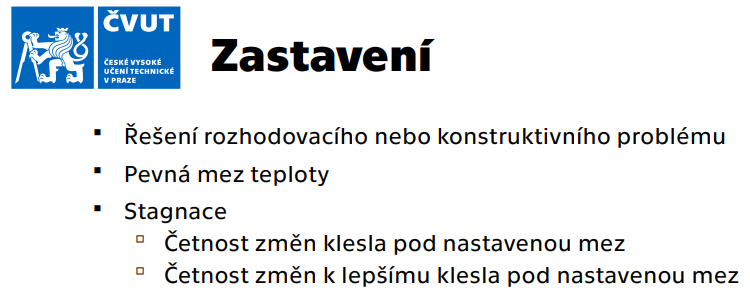 ČVUT
ČESKÉ VYSOKÉ
UČENÍ TECHNICKÉ
V PRAZE
Zastavení
Řešení rozhodovacího nebo konstruktivního problému
Pevná mez teploty
Stagnace
Četnost změn klesla pod nastavenou mez
Četnost změn k lepšímu klesla pod nastavenou mez